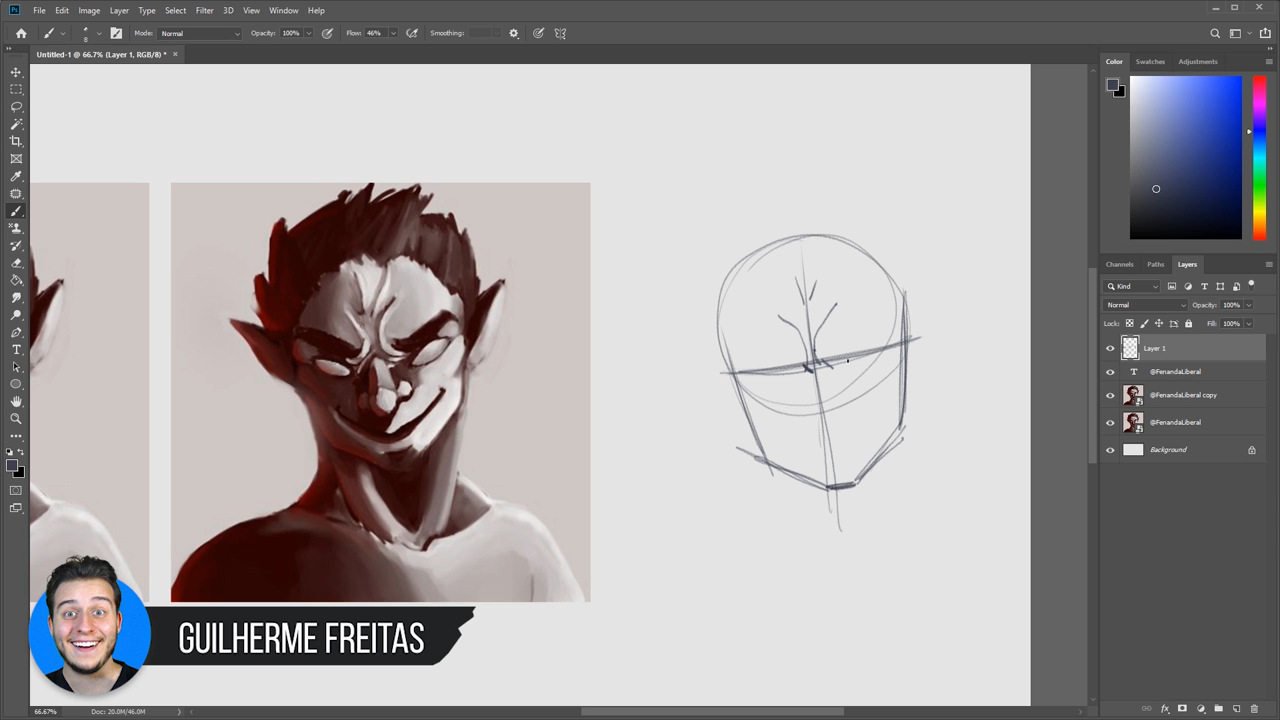 Ps File Edit Image Layer Type Select Filter 3D View Window Help
8 Mode: Normal Opacity: 100% Flow: 46% Smoothing:
Untitled-1 @ 66.7% (Layer 1, RGB/8) *
Color Swatches Adjustments
Channels Paths Layers
Kind
Normal Opacity: 100%
Lock: Fill: 100%
Layer 1
T @FenandaLiberal
@FenandaLiberal copy
@FenandaLiberal
Background
GUILHERME FREITAS
66.67% Doc: 20.0M/46.0M